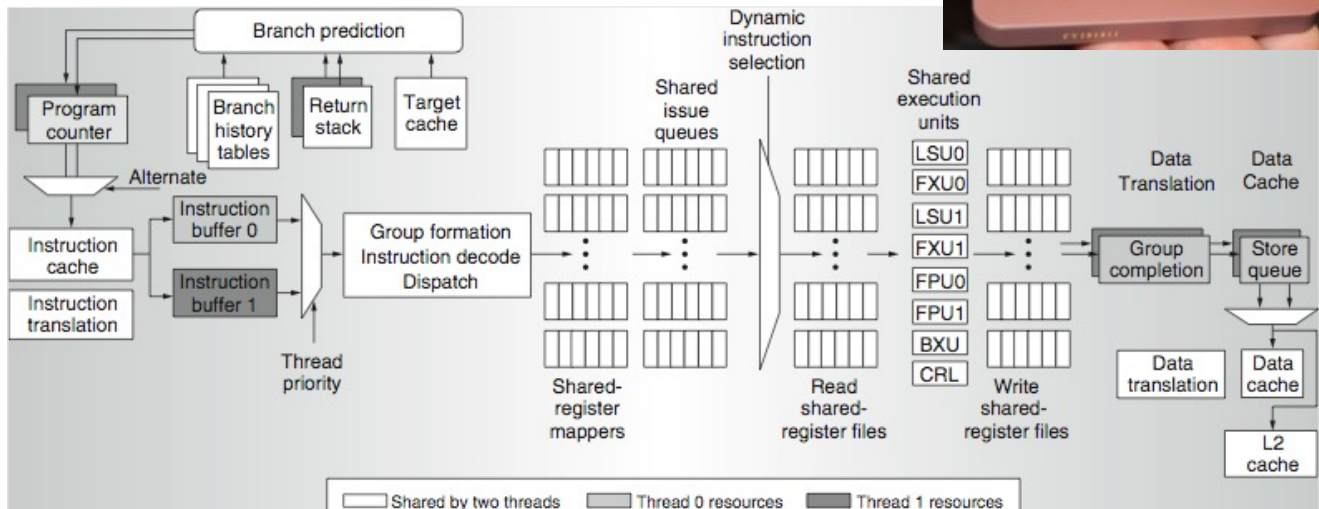 Branch prediction
Program
counter
Branch
history
tables
Return
stack
Target
cache
Alternate
Instruction
cache
Instruction
translation
Instruction
buffer 0
Instruction
buffer 1
Thread
priority
Group formation
Instruction decode
Dispatch
Shared-
register
mappers
Shared
issue
queues
Dynamic
instruction
selection
Read
shared-
register files
Shared
execution
units
LSU0
FXU0
LSU1
FXU1
FPU0
FPU1
BXU
CRL
Write
shared-
register files
Data
Translation
Group
completion
Data
Cache
Store
queue
Data
translation
Data
cache
L2
cache
Shared by two threads
Thread 0 resources
Thread 1 resources